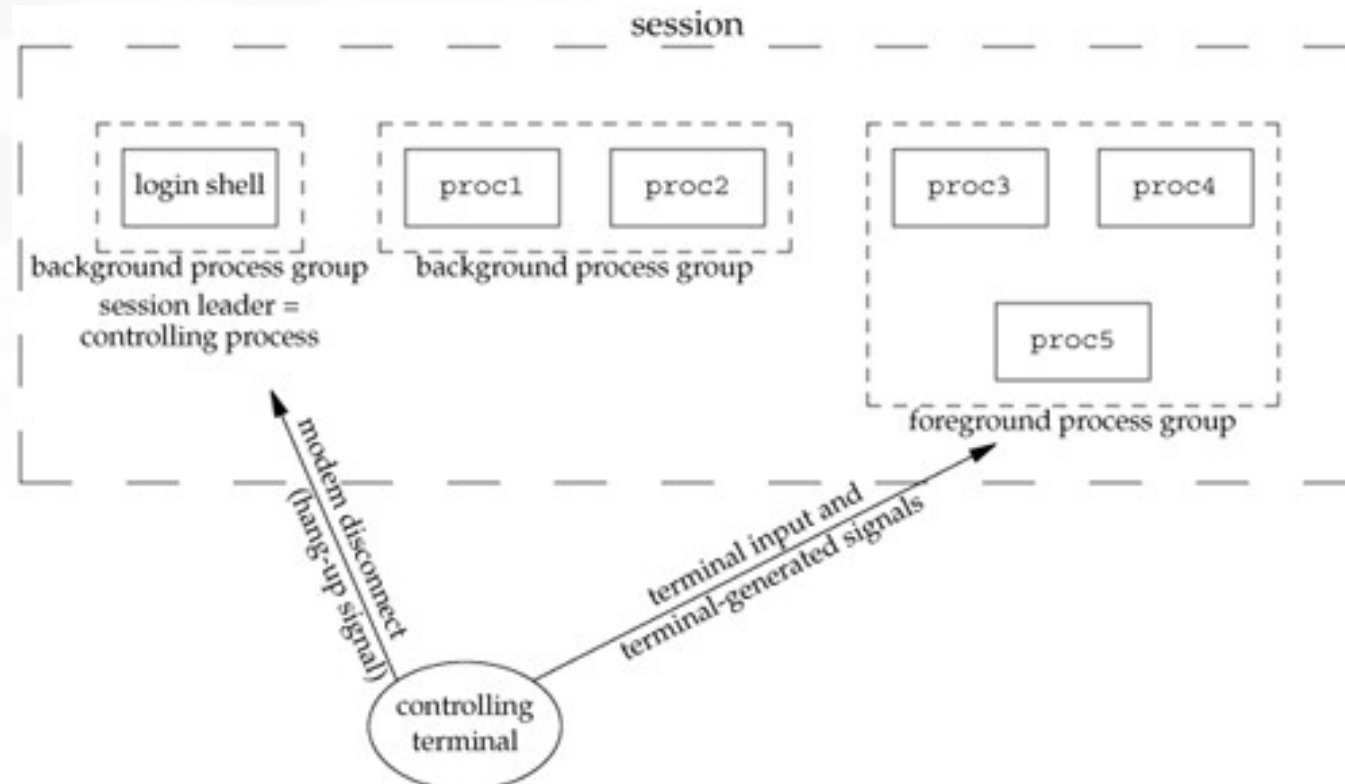 session
login shell
proc1
proc2
proc3
proc4
background process group
session leader =
controlling process
background process group
proc5
foreground process group
modem disconnect
(hang-up signal)
terminal input and
terminal-generated signals
controlling
terminal